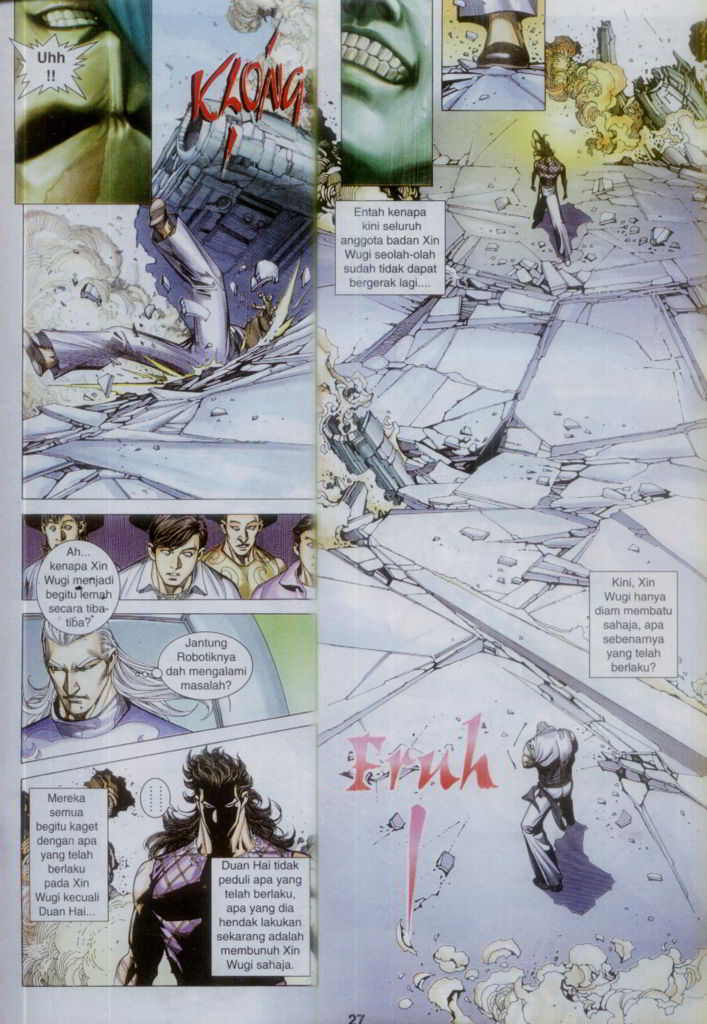 Uhh
!!
KLONG
!
Ah...
kenapa Xin
Wugi menjadi
begitu lemah
secara tiba-
tiba?
Jantung
Robotiknya
dah mengalami
masalah?
Mereka
semua
begitu kaget
dengan apa
yang telah
berlaku
pada Xin
Wugi kecuali
Duan Hai...
Duan Hai tidak
peduli apa yang
telah berlaku,
apa yang dia
hendak lakukan
sekarang adalah
membunuh Xin
Wugi sahaja.
Entah kenapa
kini seluruh
anggota badan Xin
Wugi seolah-olah
sudah tidak dapat
bergerak lagi....
Kini, Xin
Wugi hanya
diam membatu
sahaja, apa
sebenarnya
yang telah
berlaku?
Fruh
!
27